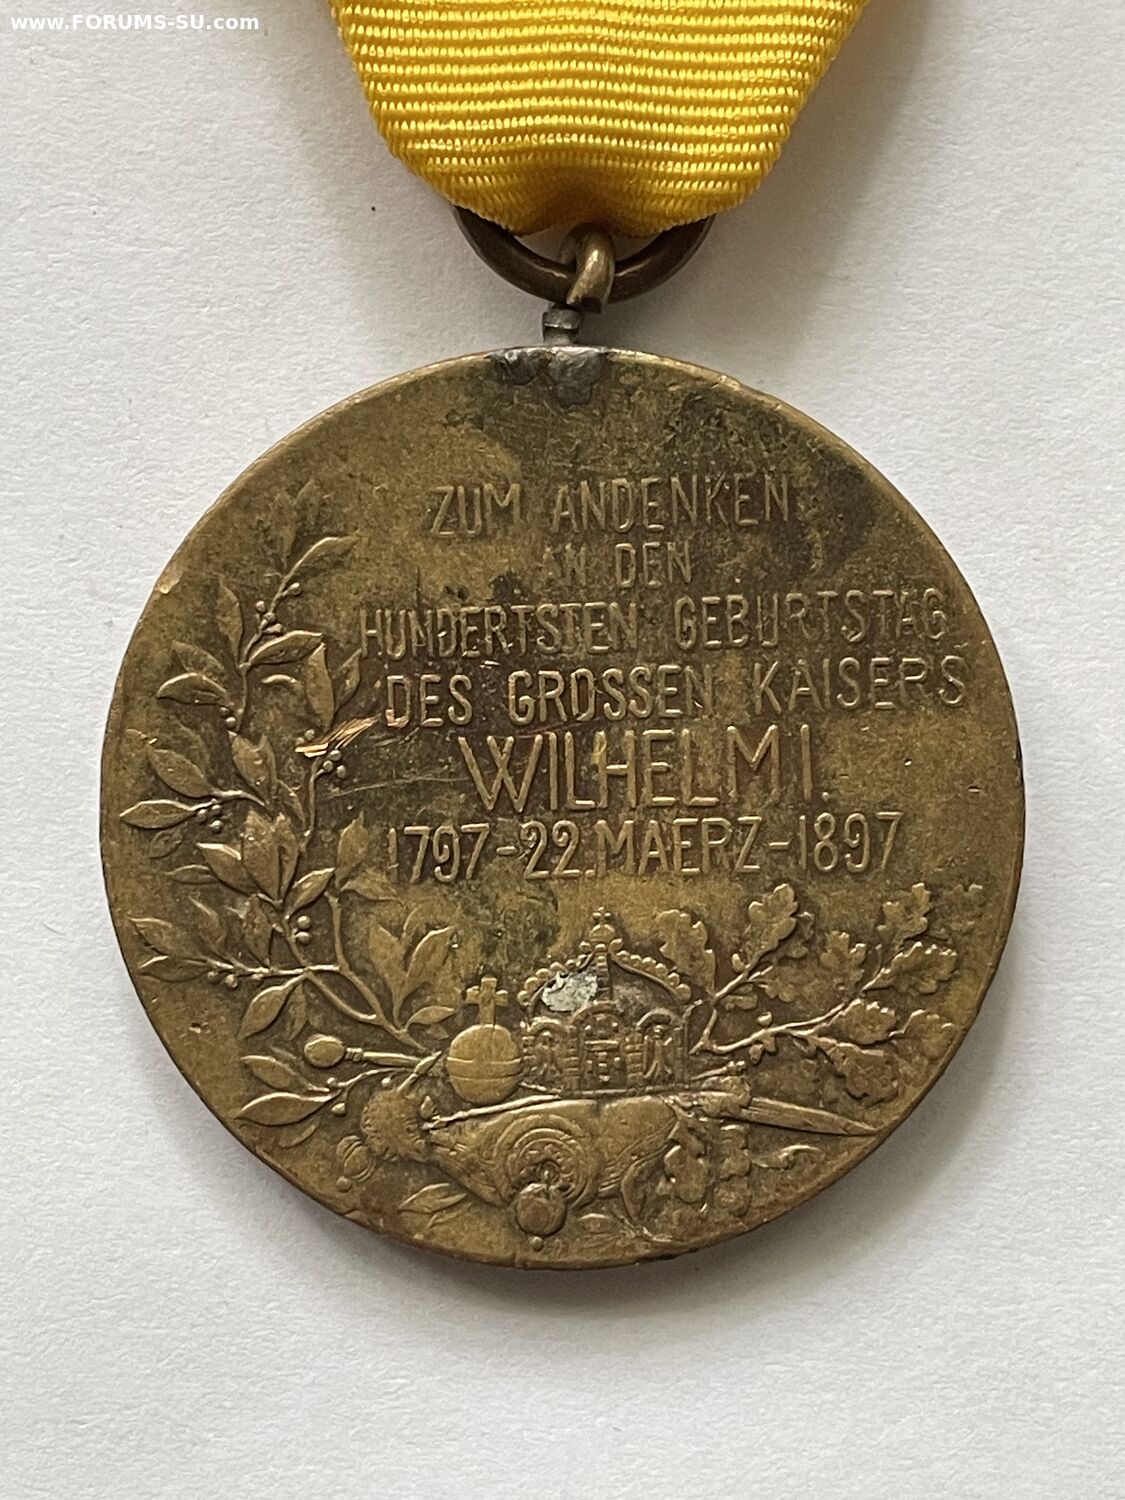 www.FORUMS-SU.com
ZUM ANDENKEN
AN DEN
HUNDERTSTEN GEBURTSTAG
DES GROSSEN KAISERS
WILHELM I.
1797-22.MAERZ-1897